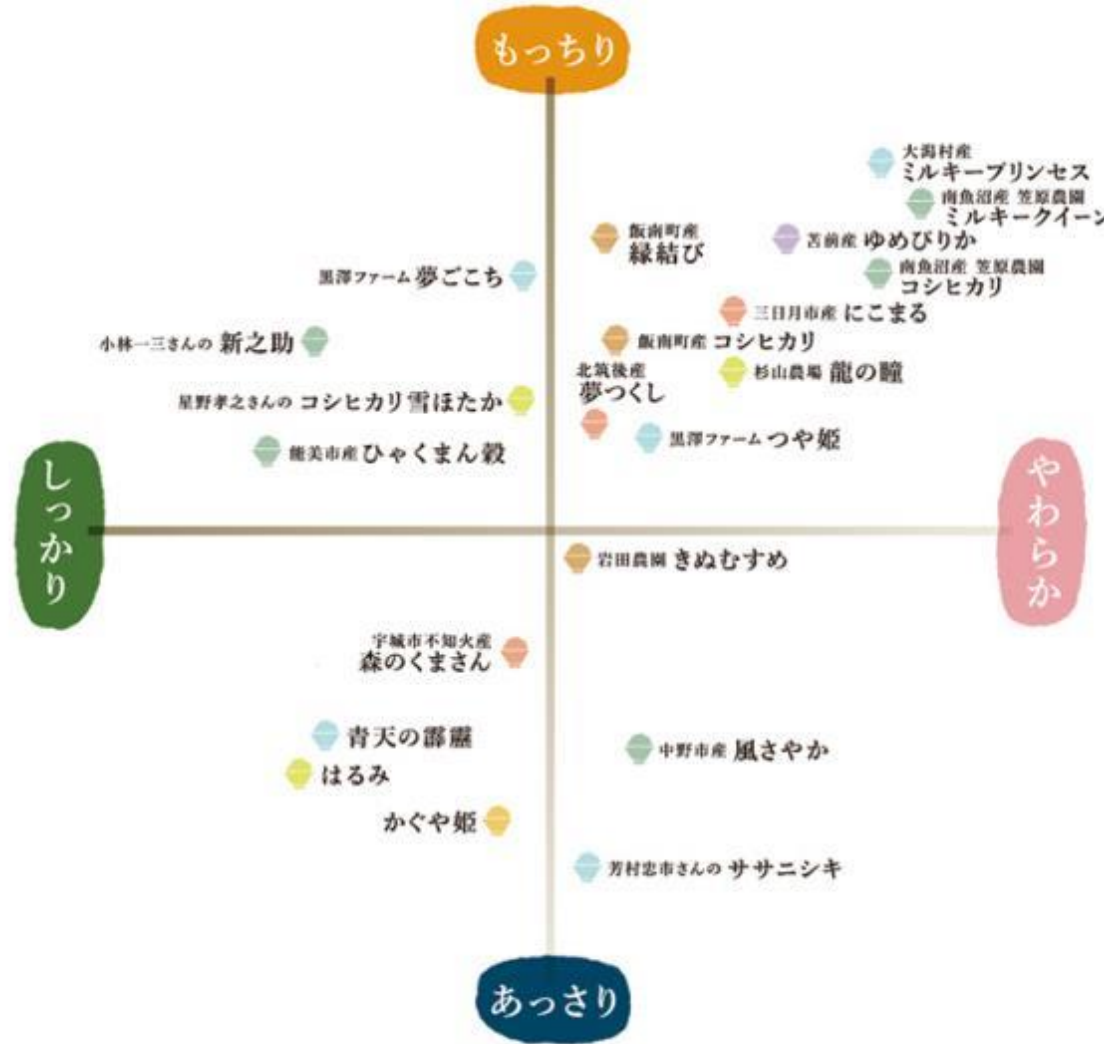 もっちり
大潟村産
ミルキープリンセス
南魚沼産 笠原農園
ミルキークイーン
飯南町産
縁結び
苫前産 ゆめぴりか
黒澤ファーム 夢ごこち
南魚沼産 笠原農園
コシヒカリ
三日月市産 にこまる
小林一三さんの 新之助
飯南町産 コシヒカリ
北筑後産
夢つくし
杉山農場 龍の瞳
星野孝之さんの コシヒカリ雪ほたか
黒澤ファーム つや姫
能美市産 ひゃくまん穀
しっかり
やわらか
岩田農園 きぬむすめ
宇城市不知火産
森のくまさん
青天の霹靂
中野市産 風さやか
はるみ
かぐや姫
芳村忠市さんの ササニシキ
あっさり